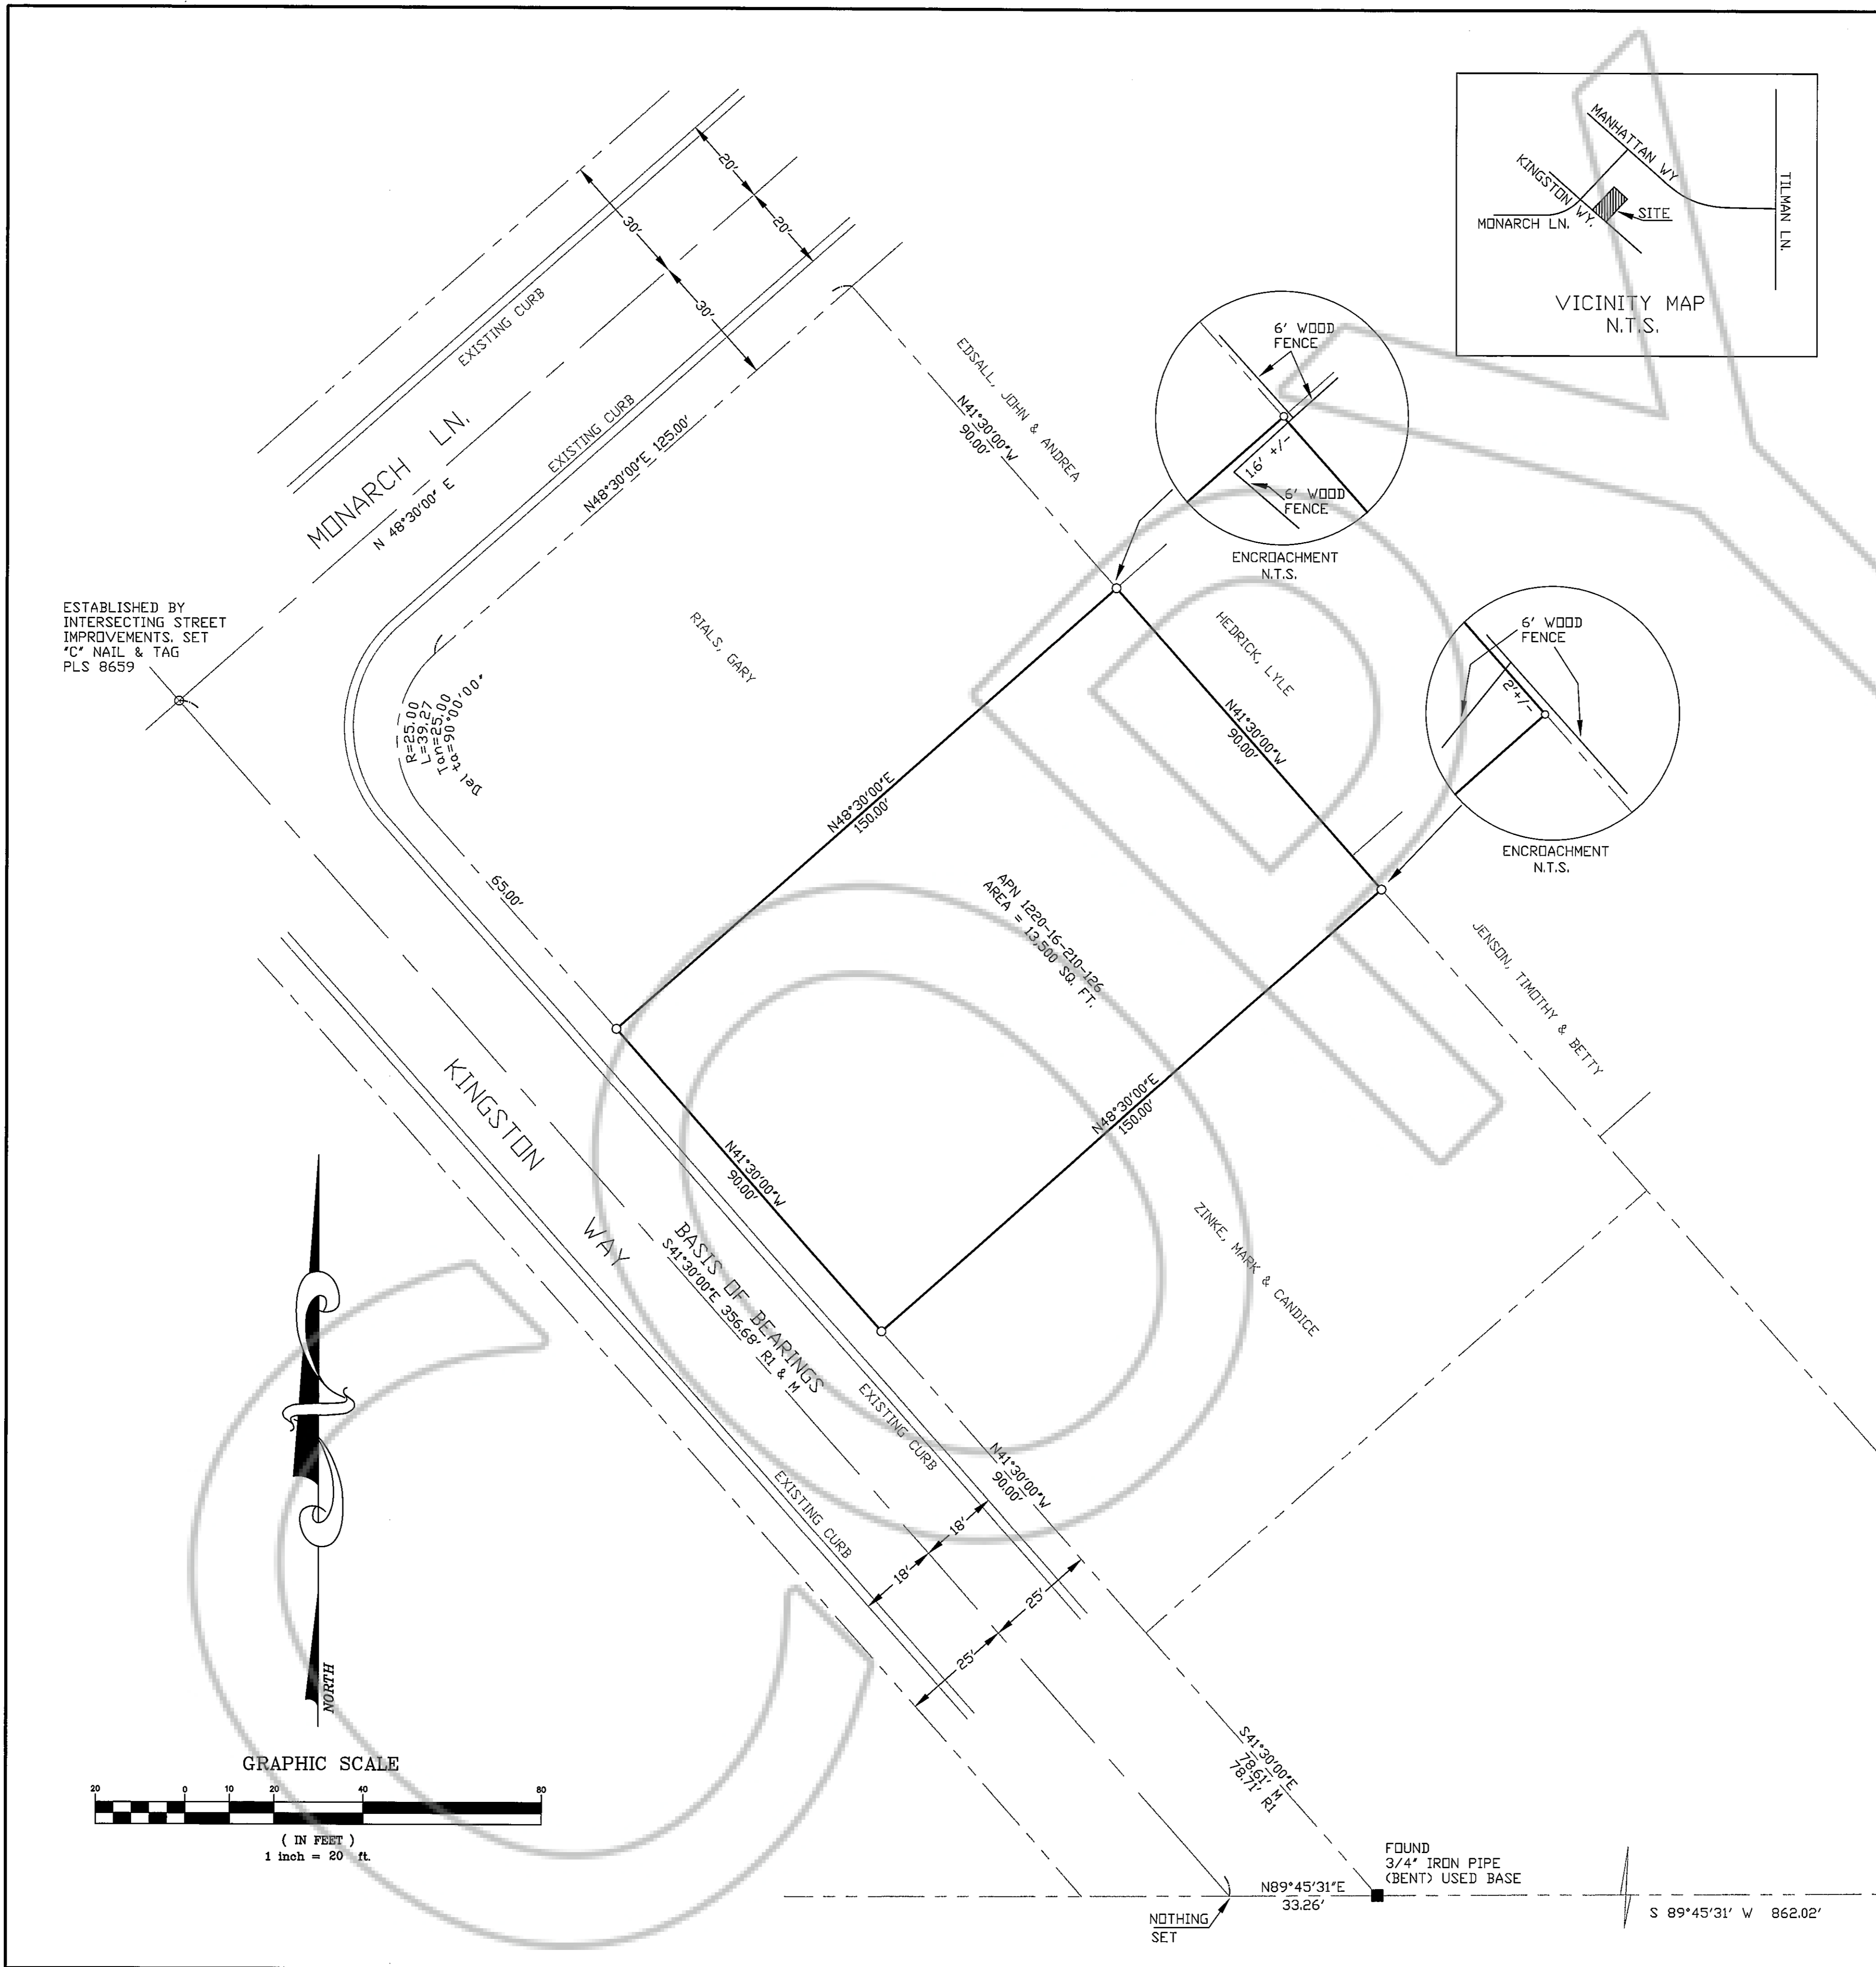 MANHATTAN WY
KINGSTON WY.
MONARCH LN.
SITE
TILMAN LN.
VICINITY MAP
N.T.S.
20'
20'
30'
30'
EXISTING CURB
MONARCH LN.
N 48°30'00" E
EXISTING CURB
N48°30'00"E 125.00'
EDSALL, JOHN & ANDREA
N41°30'00"W
90.00'
6' WOOD
FENCE
1.6' +/-
6' WOOD
FENCE
ENCROACHMENT
N.T.S.
ESTABLISHED BY
INTERSECTING STREET
IMPROVEMENTS. SET
"C" NAIL & TAG
PLS 8659
R=25.00
L=39.27
Tan=25.00
Delta=90°00'00"
RIALS, GARY
HEDRICK, LYLE
N41°30'00"W
90.00'
6' WOOD
FENCE
2'+/-
ENCROACHMENT
N.T.S.
N48°30'00"E
150.00'
65.00'
APN 1220-16-210-126
AREA = 13,500 SQ. FT.
JENSON, TIMOTHY & BETTY
KINGSTON
WAY
N41°30'00"W
90.00'
N48°30'00"E
150.00'
BASIS OF BEARINGS
S41°30'00"E 356.68' R1 & M
ZINKE, MARK & CANDICE
EXISTING CURB
EXISTING CURB
N41°30'00"W
90.00'
18'
18'
25'
25'
NORTH
GRAPHIC SCALE
20 0 10 20 40 80
( IN FEET )
1 inch = 20 ft.
S41°30'00"E
78.61' M
78.71' R1
FOUND
3/4" IRON PIPE
(BENT) USED BASE
N89°45'31"E
33.26'
NOTHING
SET
S 89°45'31' W 862.02'
COPY